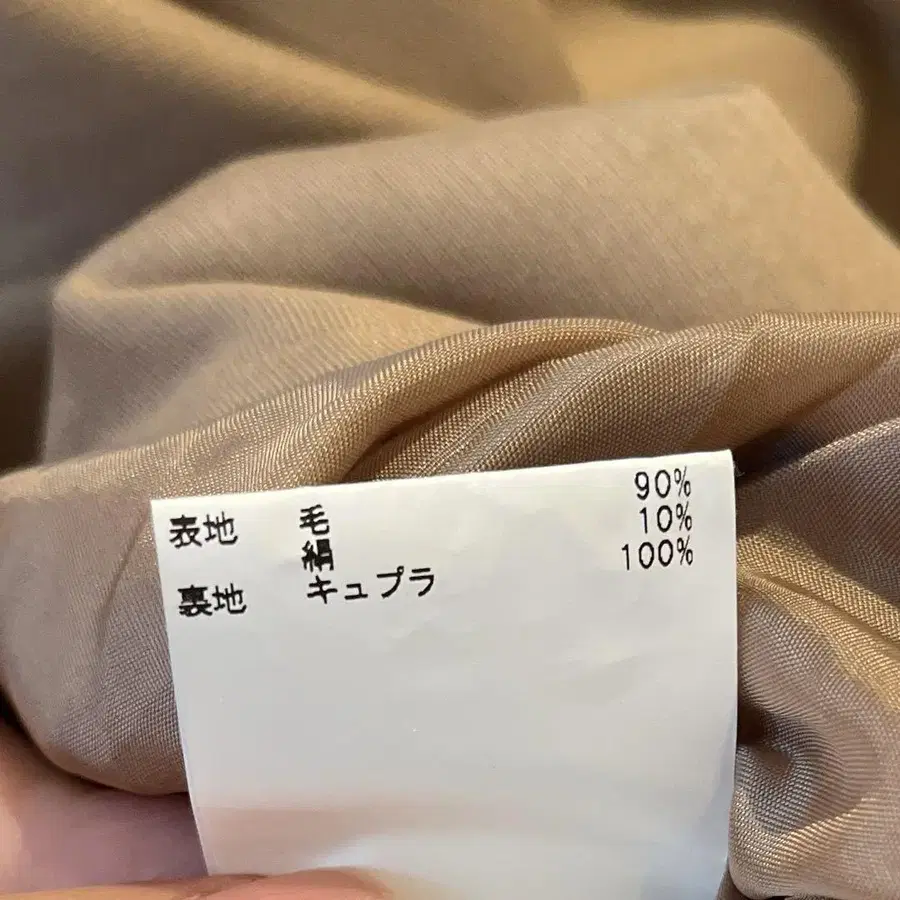 表地 毛 90%
絹 10%
裏地 キュプラ 100%